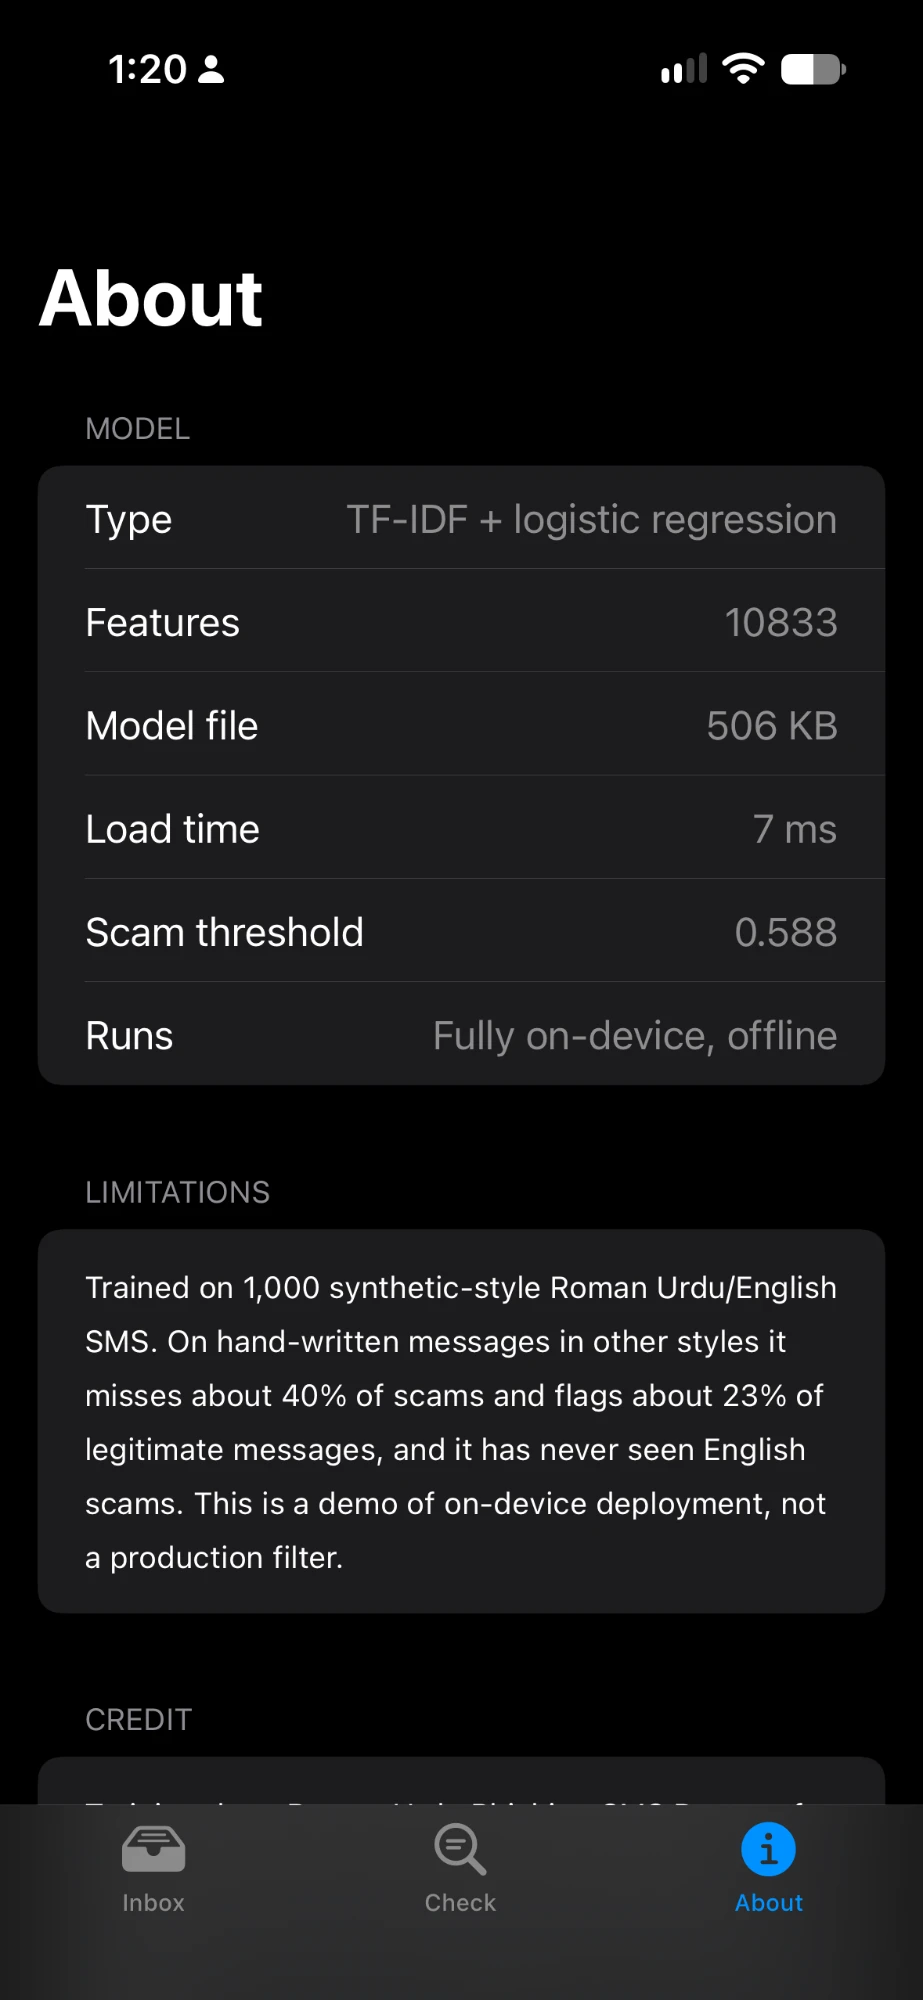 1:20
About
MODEL
Type TF-IDF + logistic regression
Features 10833
Model file 506 KB
Load time 7 ms
Scam threshold 0.588
Runs Fully on-device, offline
LIMITATIONS
Trained on 1,000 synthetic-style Roman Urdu/English
SMS. On hand-written messages in other styles it
misses about 40% of scams and flags about 23% of
legitimate messages, and it has never seen English
scams. This is a demo of on-device deployment, not
a production filter.
CREDIT
Inbox Check About